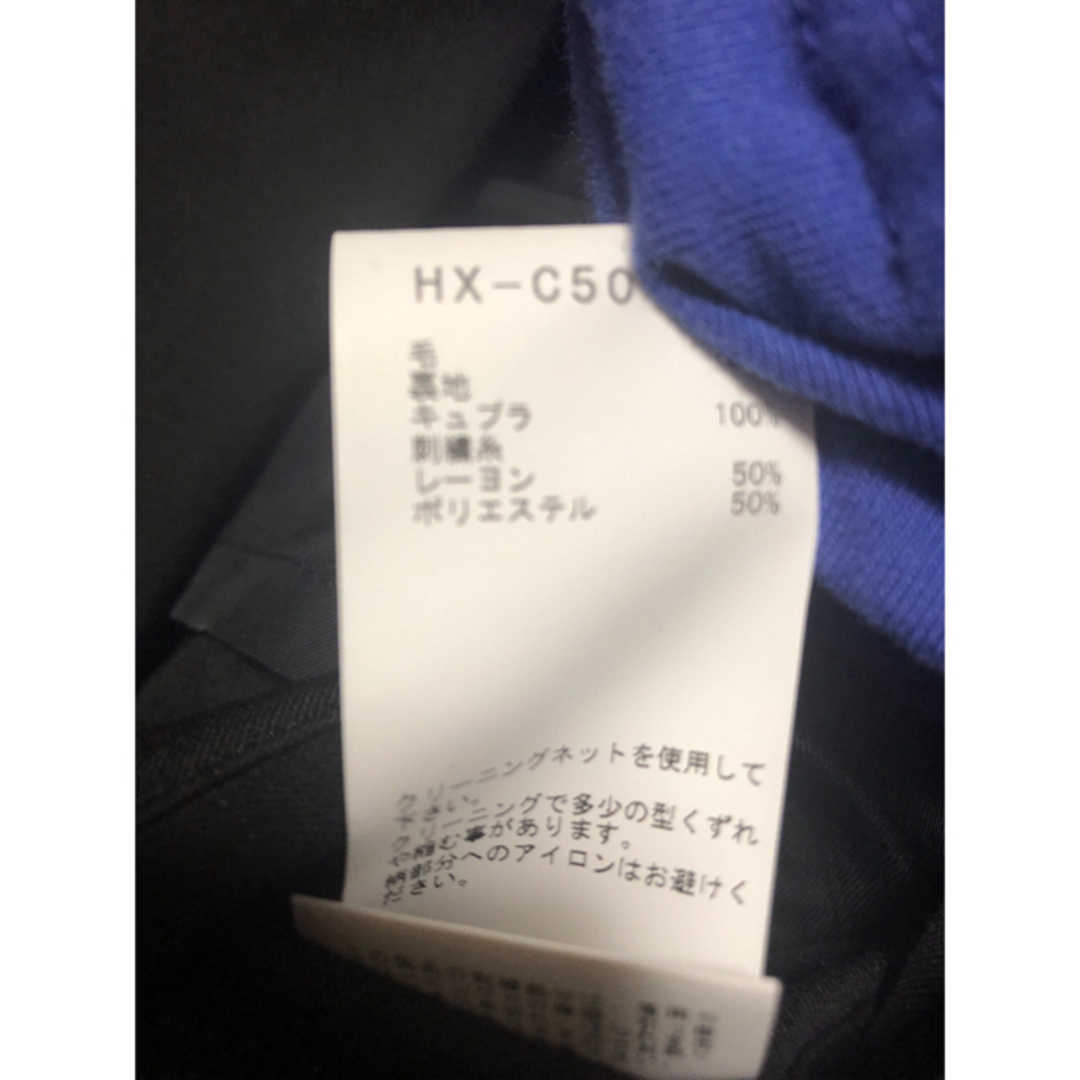 HX-C50
毛
裏地
キュプラ 100%
刺繍糸
レーヨン 50%
ポリエステル 50%
クリーニングネットを使用して
下さい。
クリーニングで多少の型くずれ
や縮む事があります。
柄部分へのアイロンはお避けく
ださい。